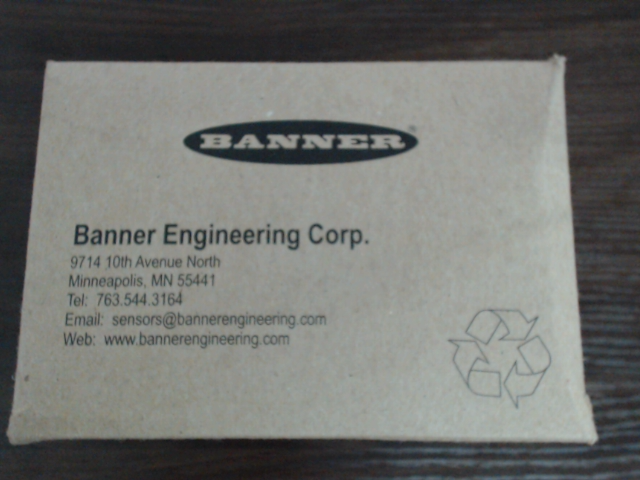 BANNER®
Banner Engineering Corp.
9714 10th Avenue North
Minneapolis, MN 55441
Tel: 763.544.3164
Email: sensors@bannerengineering.com
Web: www.bannerengineering.com